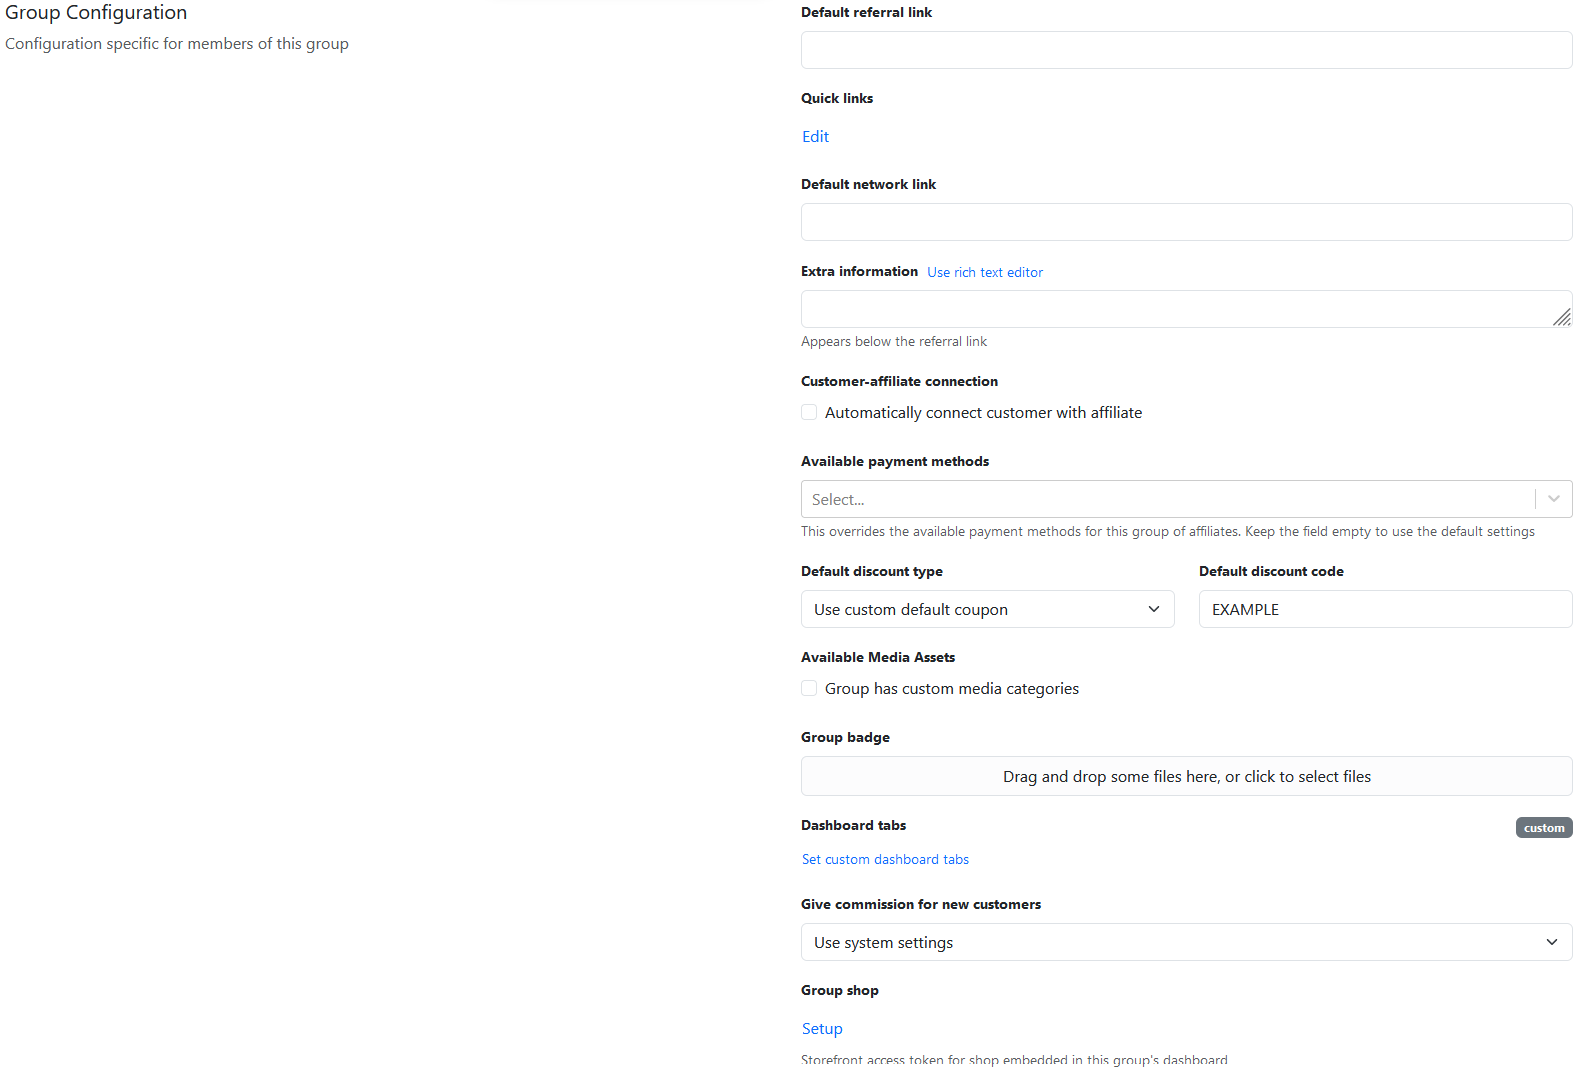 Group Configuration
Configuration specific for members of this group
Default referral link
Quick links
Edit
Default network link
Extra information Use rich text editor
Appears below the referral link
Customer-affiliate connection
Automatically connect customer with affiliate
Available payment methods
Select...
This overrides the available payment methods for this group of affiliates. Keep the field empty to use the default settings
Default discount type
Use custom default coupon
Default discount code
EXAMPLE
Available Media Assets
Group has custom media categories
Group badge
Drag and drop some files here, or click to select files
Dashboard tabs
custom
Set custom dashboard tabs
Give commission for new customers
Use system settings
Group shop
Setup
Storefront access token for shop embedded in this group's dashboard